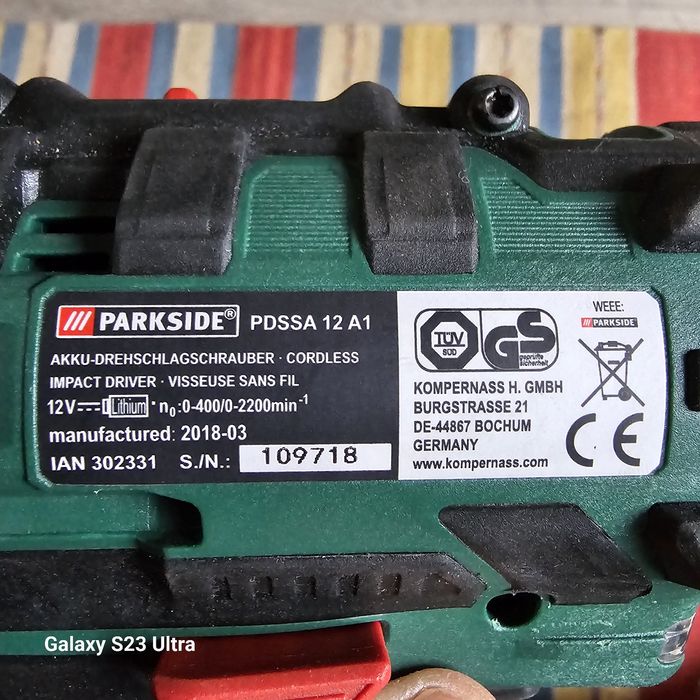 PARKSIDE® PDSSA 12 A1
AKKU-DREHSCHLAGSCHRAUBER · CORDLESS
IMPACT DRIVER · VISSEUSE SANS FIL
12V Lithium · n₀:0-400/0-2200min⁻¹
manufactured: 2018-03
IAN 302331 S./N.: 109718
TÜV
SÜD
GS
geprüfte
Sicherheit
KOMPERNASS H. GMBH
BURGSTRASSE 21
DE-44867 BOCHUM
GERMANY
www.kompernass.com
WEEE:
PARKSIDE
CE
Galaxy S23 Ultra